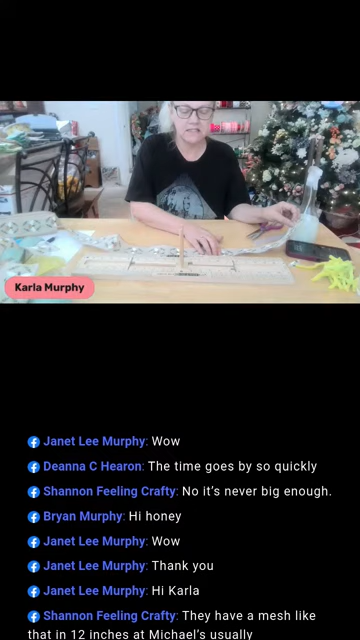 Karla Murphy
Janet Lee Murphy: Wow
Deanna C Hearon: The time goes by so quickly
Shannon Feeling Crafty: No it's never big enough.
Bryan Murphy: Hi honey
Janet Lee Murphy: Wow
Janet Lee Murphy: Thank you
Janet Lee Murphy: Hi Karla
Shannon Feeling Crafty: They have a mesh like
that in 12 inches at Michael's usually